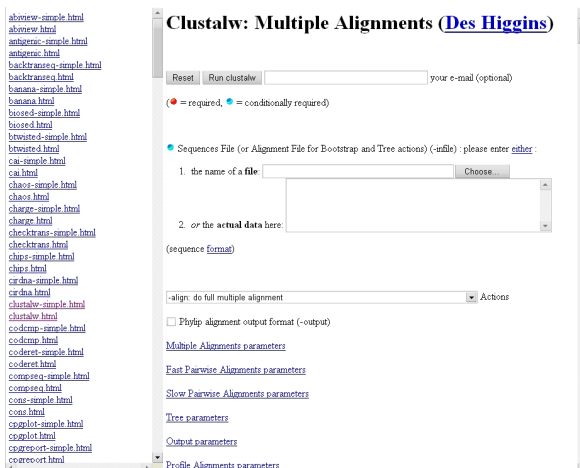 abiview-simple.html
abiview.html
antigenic-simple.html
antigenic.html
backtranseq-simple.html
backtranseq.html
banana-simple.html
banana.html
biosed-simple.html
biosed.html
btwisted-simple.html
btwisted.html
cai-simple.html
cai.html
chaos-simple.html
chaos.html
charge-simple.html
charge.html
checktrans-simple.html
checktrans.html
chips-simple.html
chips.html
cirdna-simple.html
cirdna.html
clustalw-simple.html
clustalw.html
codcmp-simple.html
codcmp.html
coderet-simple.html
coderet.html
compseq-simple.html
compseq.html
cons-simple.html
cons.html
cpgplot-simple.html
cpgplot.html
cpgreport-simple.html
cpgreport.html
Clustalw: Multiple Alignments (Des Higgins)
Reset Run clustalw your e-mail (optional)
( = required, = conditionally required)
Sequences File (or Alignment File for Bootstrap and Tree actions) (-infile) : please enter either :
1. the name of a file: Choose...
2. or the actual data here:
(sequence format)
-align: do full multiple alignment Actions
Phylip alignment output format (-output)
Multiple Alignments parameters
Fast Pairwise Alignments parameters
Slow Pairwise Alignments parameters
Tree parameters
Output parameters
Profile Alignments parameters